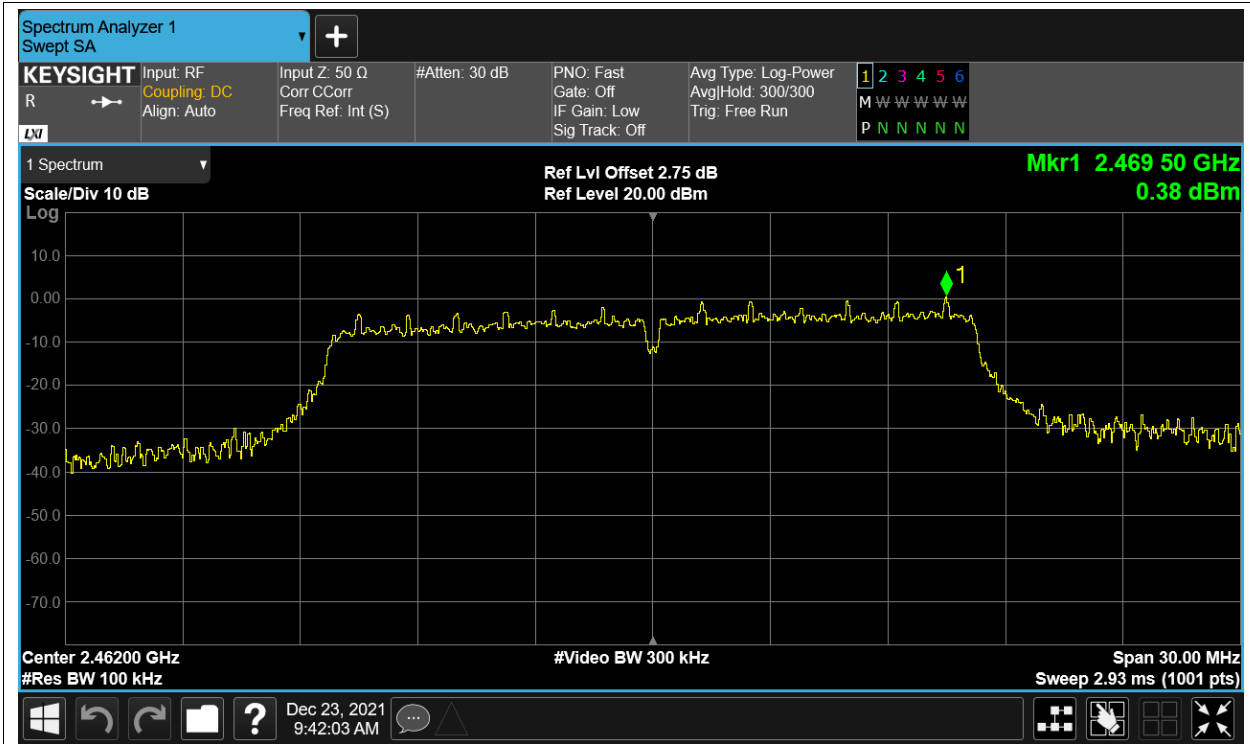 Spectrum Analyzer 1
Swept SA
KEYSIGHT
R
LXI
Input: RF
Coupling: DC
Align: Auto
Input Z: 50 Ω
Corr CCorr
Freq Ref: Int (S)
#Atten: 30 dB
PNO: Fast
Gate: Off
IF Gain: Low
Sig Track: Off
Avg Type: Log-Power
Avg|Hold: 300/300
Trig: Free Run
1 2 3 4 5 6
M W W W W W
P N N N N N
1 Spectrum
Scale/Div 10 dB
Ref Lvl Offset 2.75 dB
Ref Level 20.00 dBm
Mkr1 2.469 50 GHz
0.38 dBm
Log
10.0
0.00
-10.0
-20.0
-30.0
-40.0
-50.0
-60.0
-70.0
1
Center 2.46200 GHz
#Res BW 100 kHz
#Video BW 300 kHz
Span 30.00 MHz
Sweep 2.93 ms (1001 pts)
?
Dec 23, 2021
9:42:03 AM